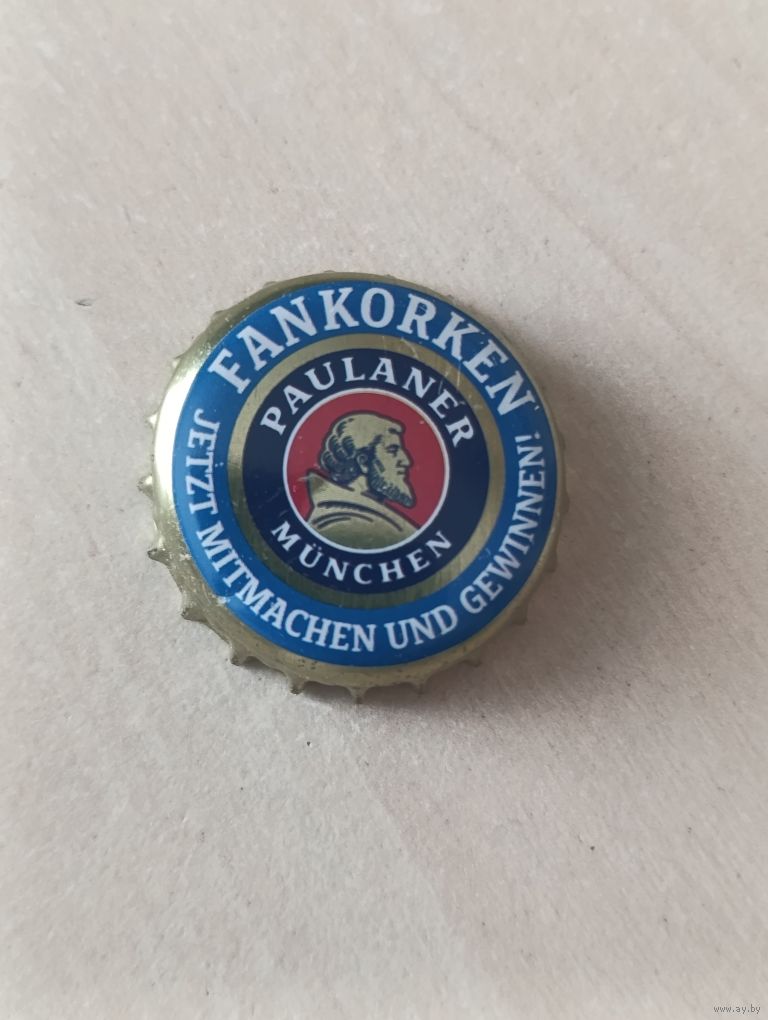 FANKORKEN
JETZT MITMACHEN UND GEWINNEN!
PAULANER
MÜNCHEN
www.ay.by